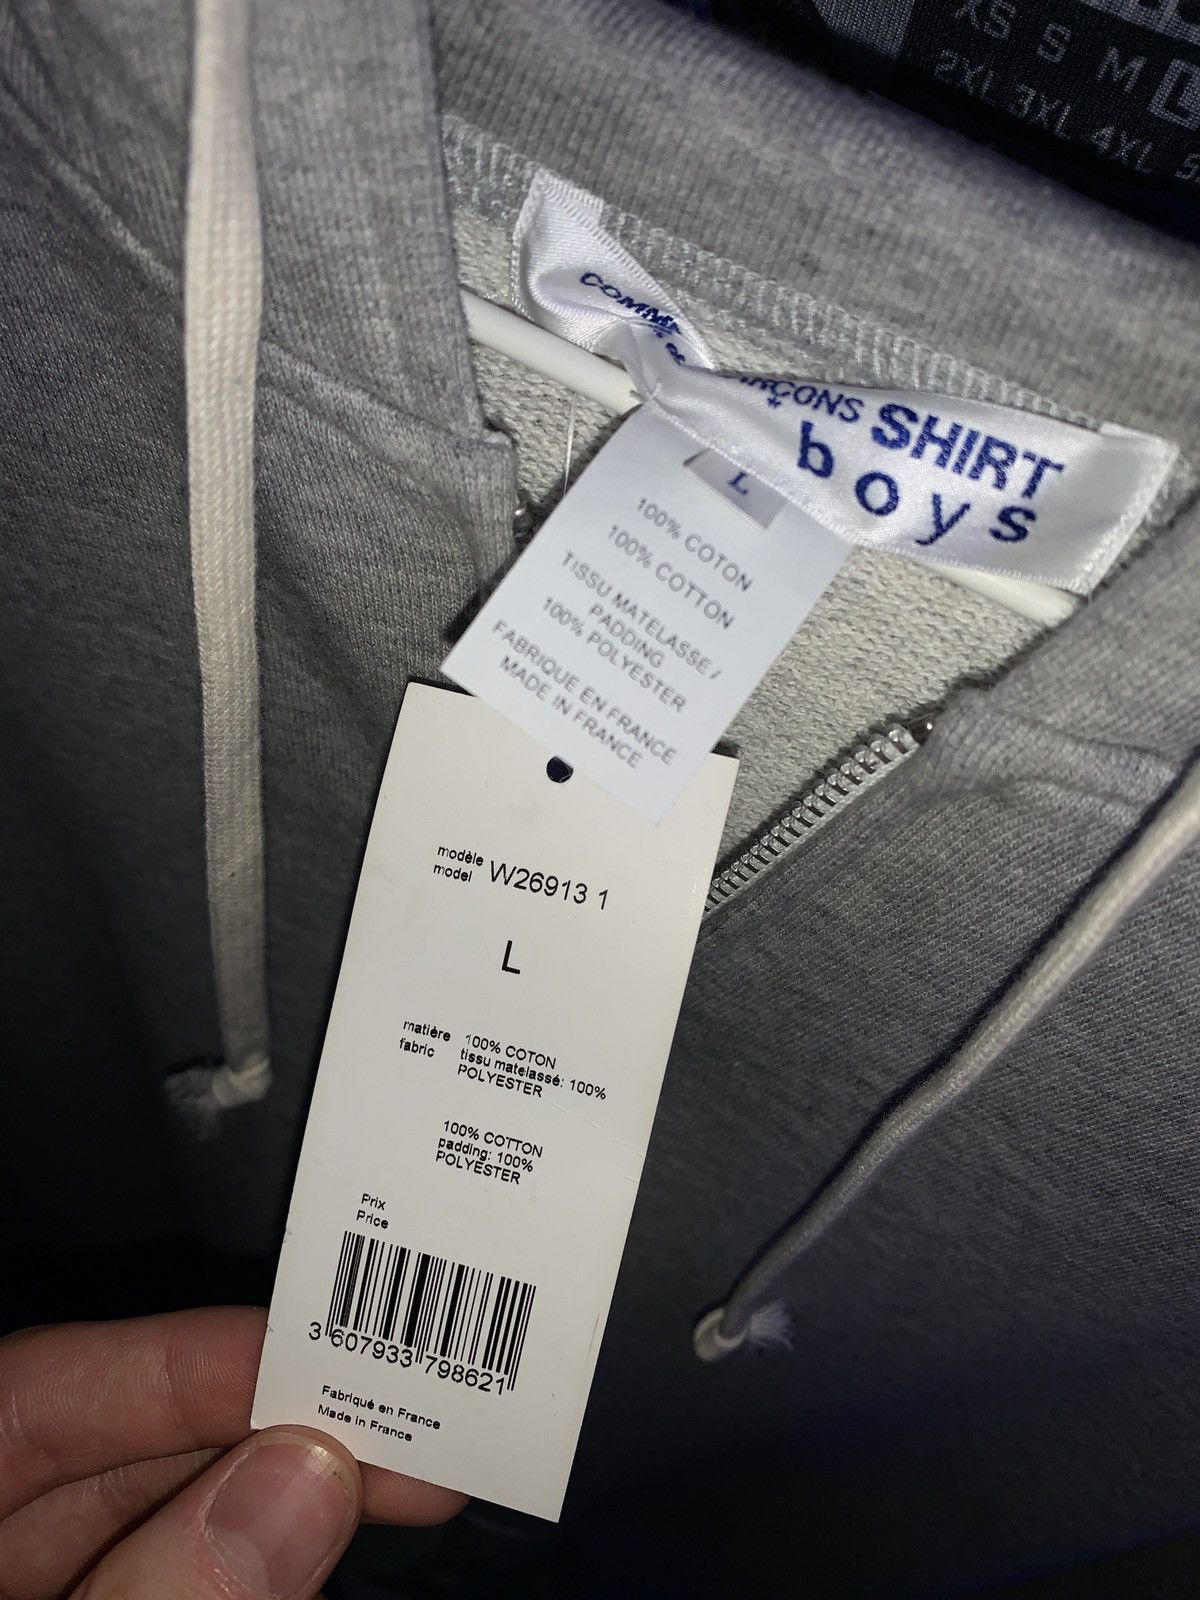 XS S M L
2XL 3XL 4XL
COMME
GARÇONS SHIRT
*
boys
L
100% COTON
100% COTTON
TISSU MATELASSE /
PADDING
100% POLYESTER
FABRIQUE EN FRANCE
MADE IN FRANCE
modèle
model W26913 1
L
matière 100% COTON
fabric tissu matelassé: 100%
POLYESTER
100% COTTON
padding: 100%
POLYESTER
Prix
Price
3 607933 798621
Fabriqué en France
Made in France